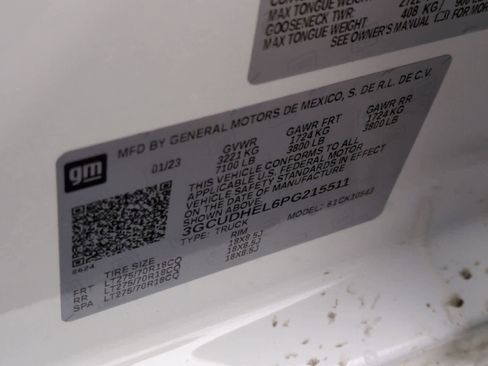 MAX TONGUE WEIGHT
GOOSENECK TWR
MAX TONGUE WEIGHT: 408 KG/
SEE OWNER'S MANUAL FOR MORE
gm
MFD BY GENERAL MOTORS DE MEXICO, S. DE R.L. DE C.V.
01/23 GVWR GAWR FRT GAWR RR
3221 KG 1724 KG 1724 KG
7100 LB 3800 LB 3800 LB
THIS VEHICLE CONFORMS TO ALL
APPLICABLE U.S. FEDERAL MOTOR
VEHICLE SAFETY STANDARDS IN EFFECT
ON THE DATE OF MANUFACTURE
SHOWN ABOVE.
3GCUDHEL6PG215511
TYPE: TRUCK MODEL: 61CK10543
2624
TIRE SIZE RIM
FRT LT275/70R18CQ 18X8.5J
RR LT275/70R18CQ 18X8.5J
SPA LT275/70R18CQ 18X8.5J